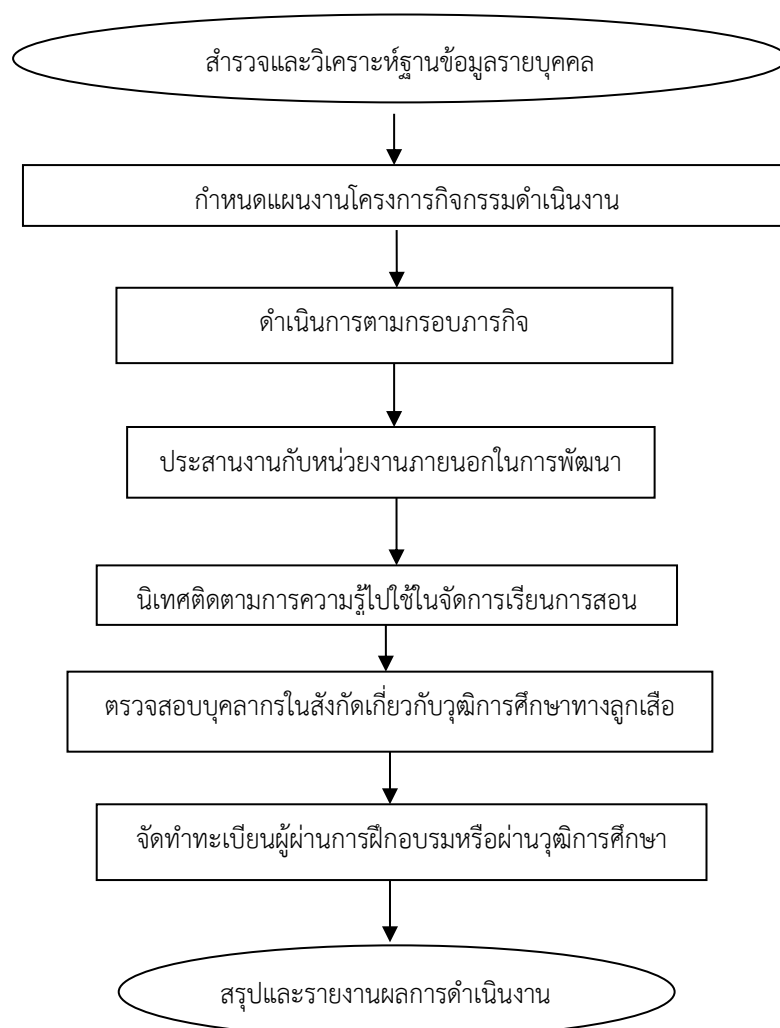 สำรวจและวิเคราะห์ฐานข้อมูลรายบุคคล
กำหนดแผนงานโครงการกิจกรรมดำเนินงาน
ดำเนินการตามกรอบภารกิจ
ประสานงานกับหน่วยงานภายนอกในการพัฒนา
นิเทศติดตามการความรู้ไปใช้ในจัดการเรียนการสอน
ตรวจสอบบุคลากรในสังกัดเกี่ยวกับวุฒิการศึกษาทางลูกเสือ
จัดทำทะเบียนผู้ผ่านการฝึกอบรมหรือผ่านวุฒิการศึกษา
สรุปและรายงานผลการดำเนินงาน